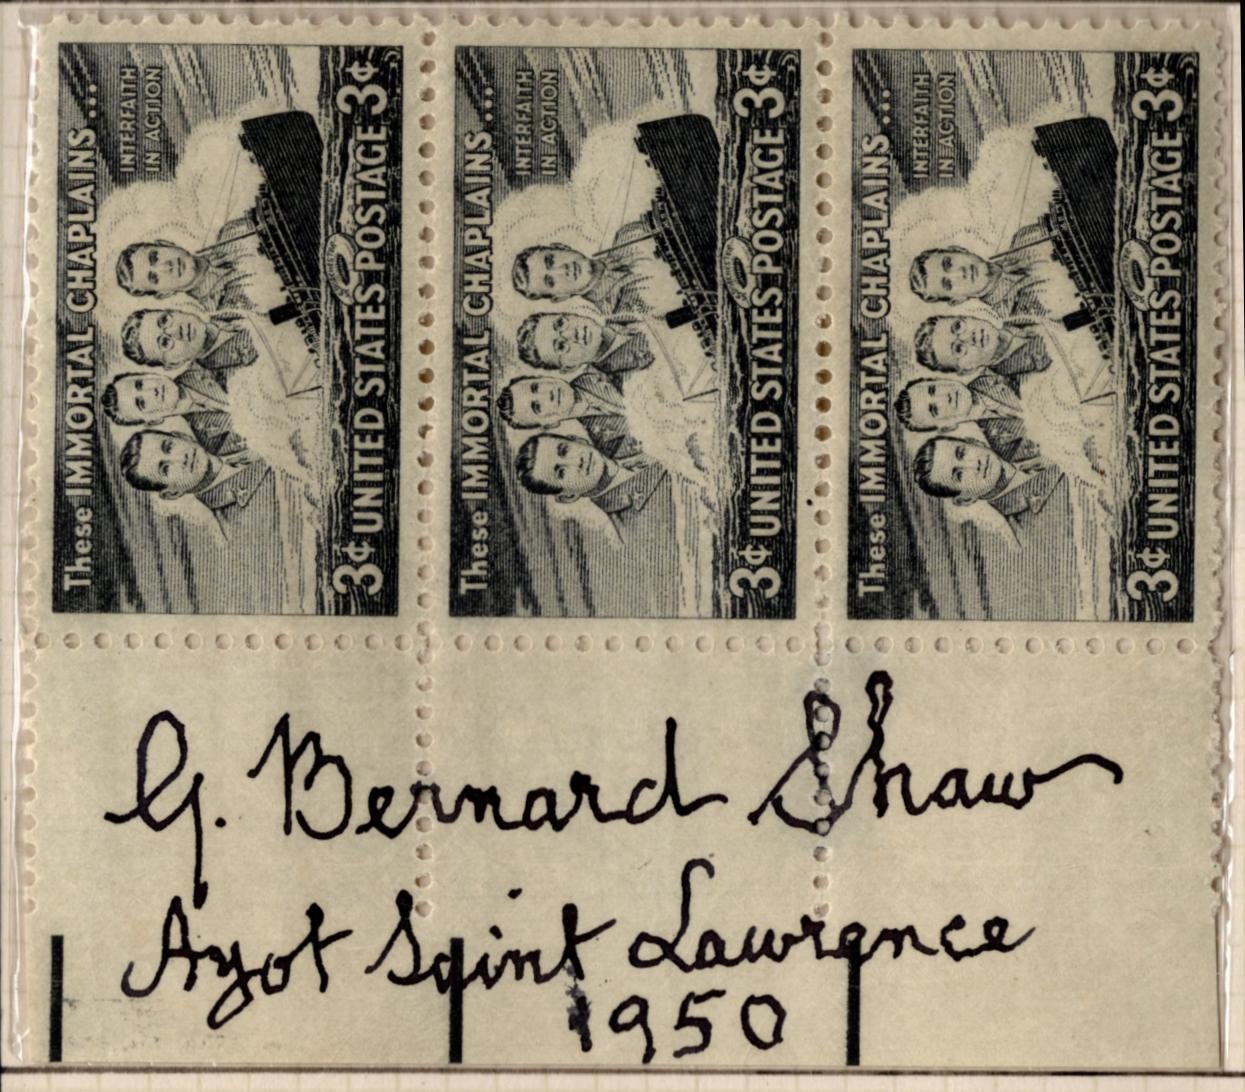 These IMMORTAL CHAPLAINS...
INTERFAITH
IN ACTION
3¢ UNITED STATES POSTAGE 3¢
These IMMORTAL CHAPLAINS...
INTERFAITH
IN ACTION
3¢ UNITED STATES POSTAGE 3¢
These IMMORTAL CHAPLAINS...
INTERFAITH
IN ACTION
3¢ UNITED STATES POSTAGE 3¢
G. Bernard Shaw
Ayot Saint Lawrence
1950